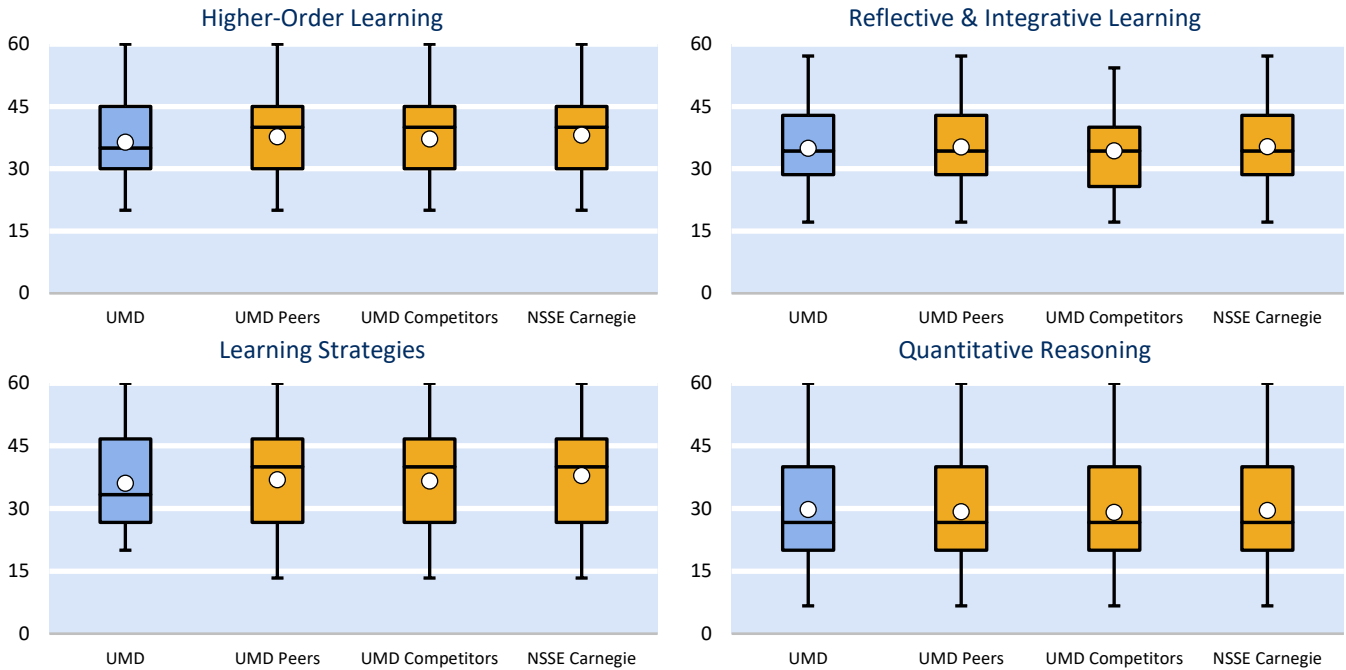 Higher-Order Learning
60
45
30
15
0
UMD UMD Peers UMD Competitors NSSE Carnegie
Reflective & Integrative Learning
60
45
30
15
0
UMD UMD Peers UMD Competitors NSSE Carnegie
Learning Strategies
60
45
30
15
0
UMD UMD Peers UMD Competitors NSSE Carnegie
Quantitative Reasoning
60
45
30
15
0
UMD UMD Peers UMD Competitors NSSE Carnegie